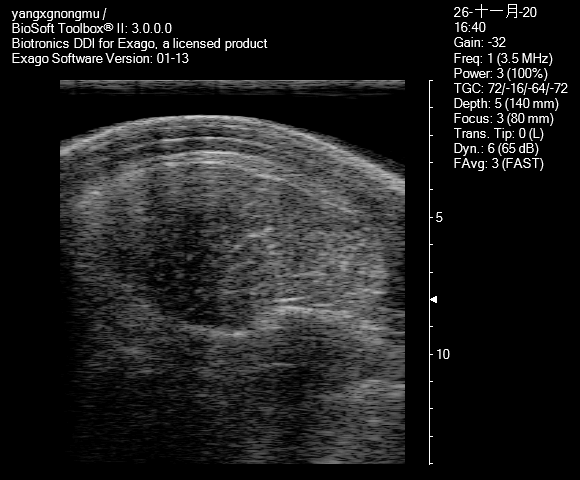 yangxgnongmu /
BioSoft Toolbox® II: 3.0.0.0
Biotronics DDI for Exago, a licensed product
Exago Software Version: 01-13
26-十一月-20
16:40
Gain: -32
Freq: 1 (3.5 MHz)
Power: 3 (100%)
TGC: 72/-16/-64/-72
Depth: 5 (140 mm)
Focus: 3 (80 mm)
Trans. Tip: 0 (L)
Dyn.: 6 (65 dB)
FAvg: 3 (FAST)
5
10